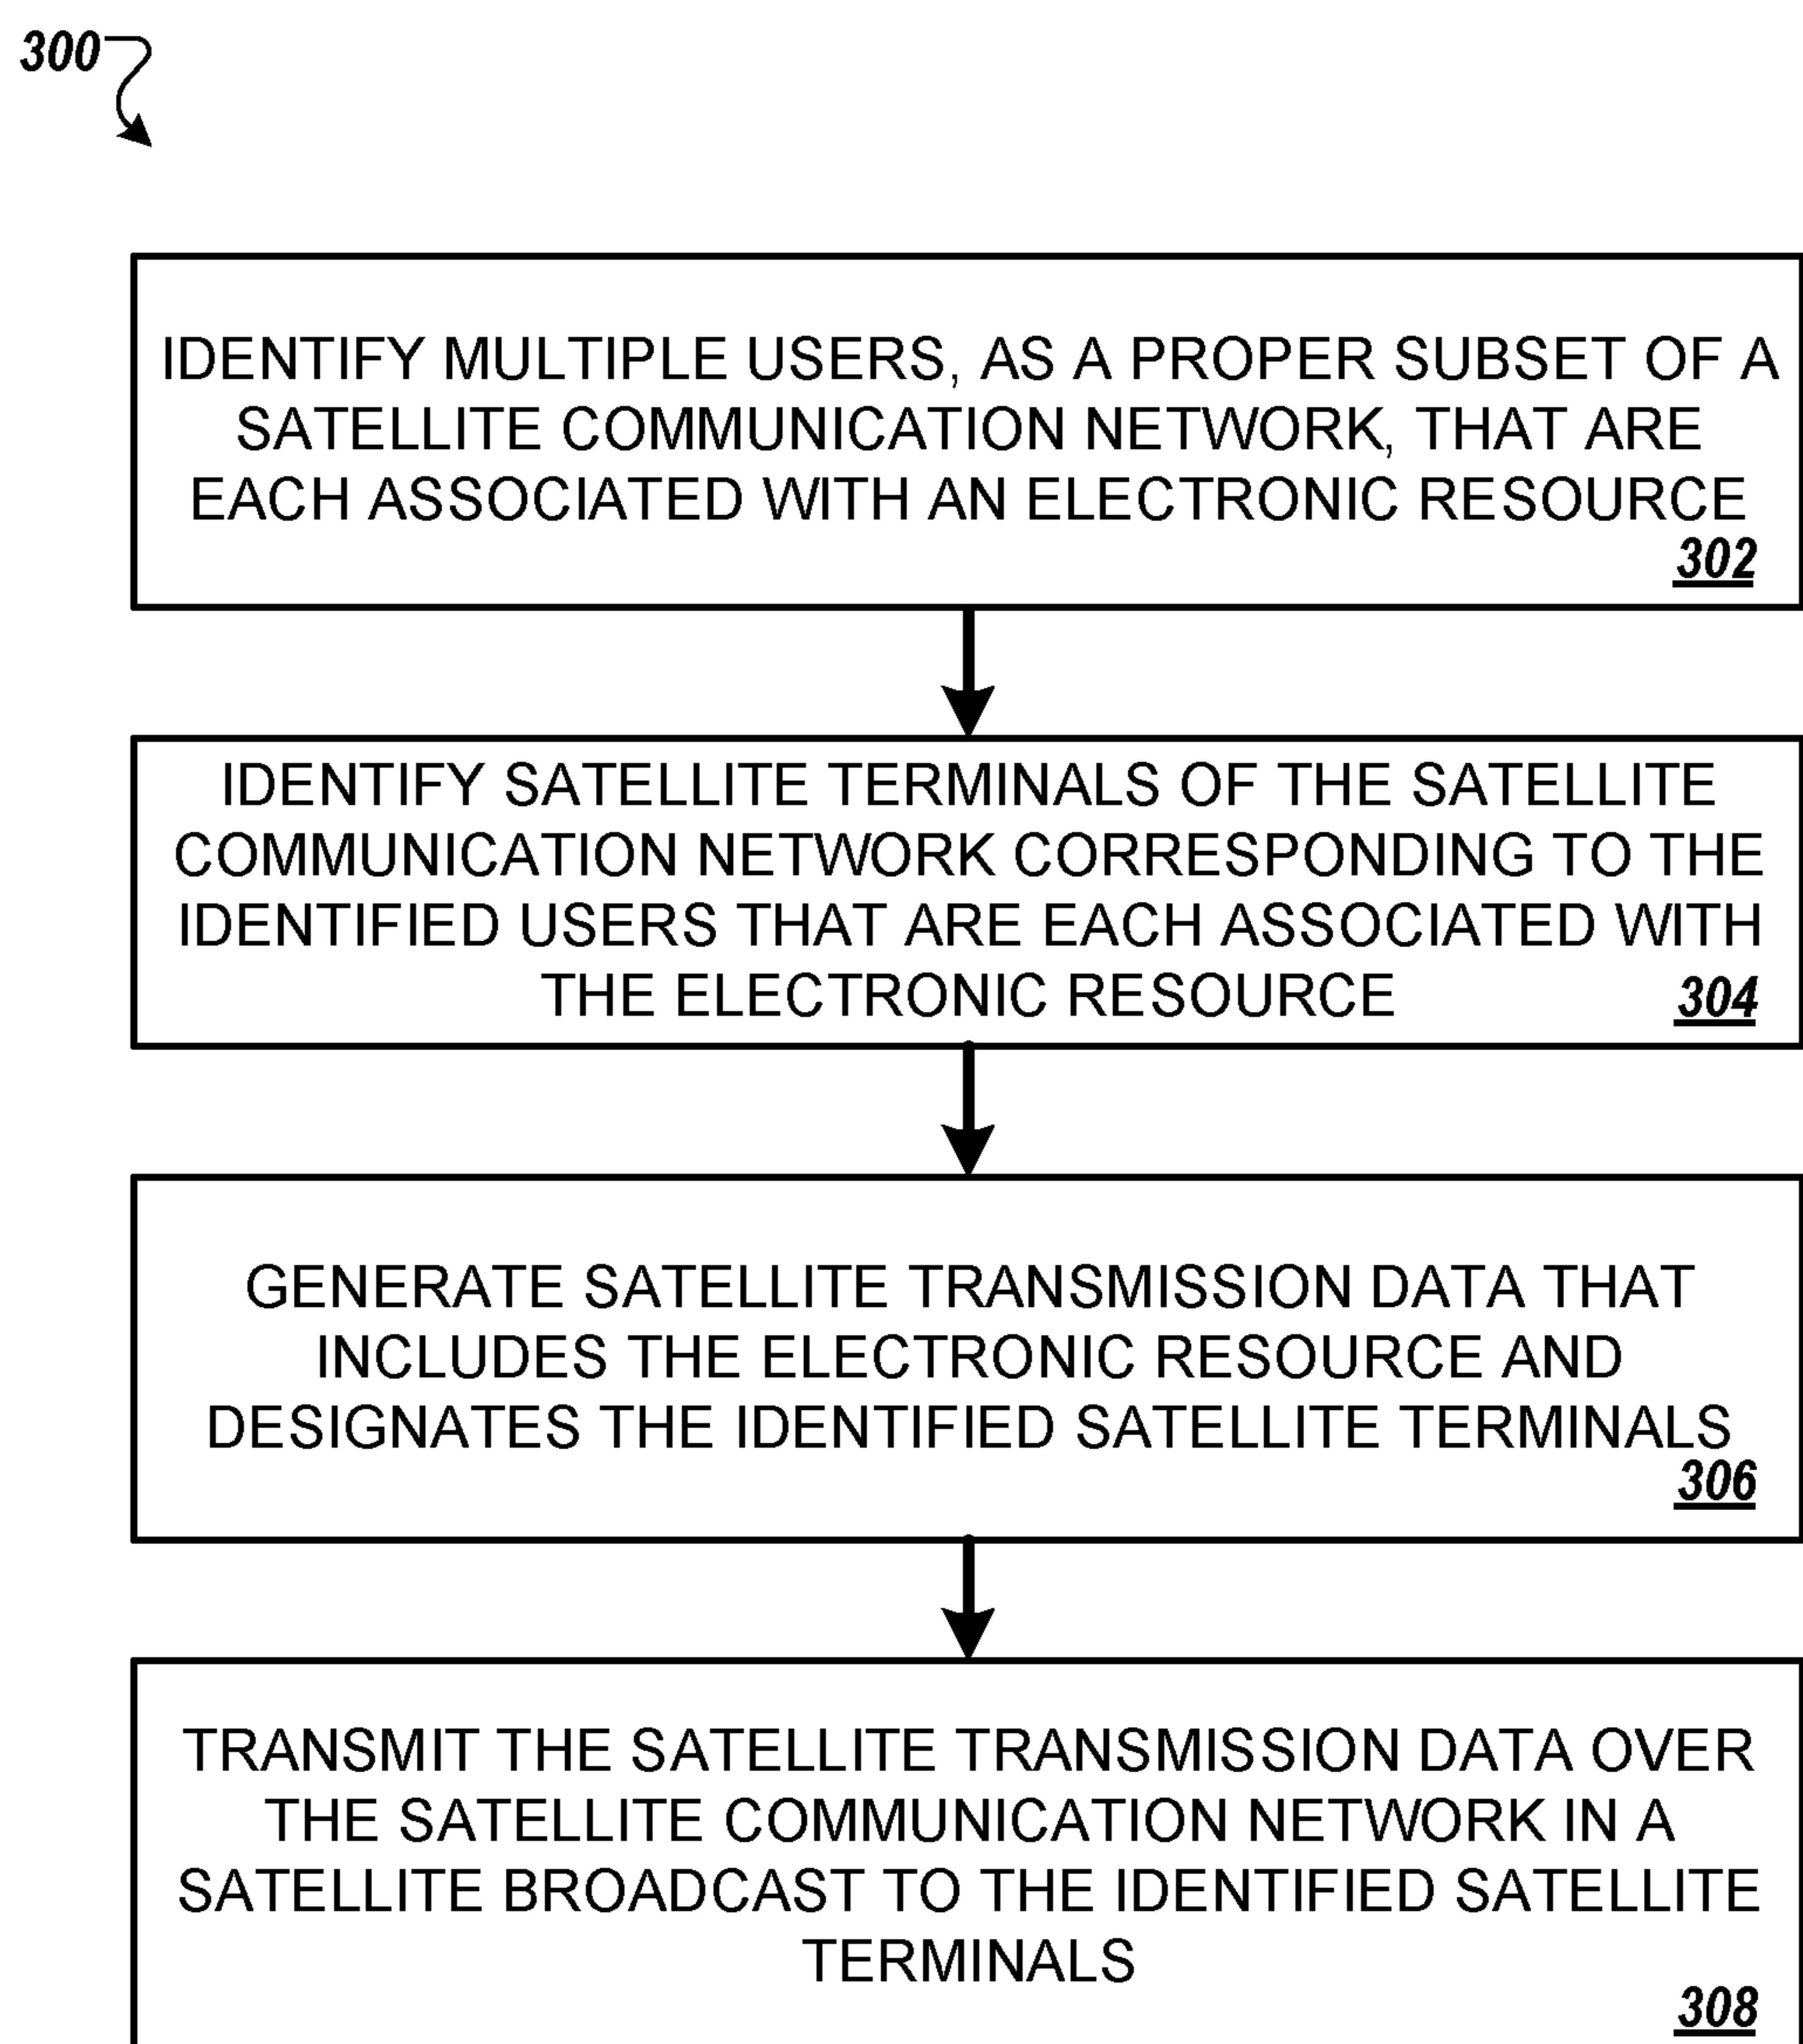 300
IDENTIFY MULTIPLE USERS, AS A PROPER SUBSET OF A
SATELLITE COMMUNICATION NETWORK, THAT ARE
EACH ASSOCIATED WITH AN ELECTRONIC RESOURCE
302
IDENTIFY SATELLITE TERMINALS OF THE SATELLITE
COMMUNICATION NETWORK CORRESPONDING TO THE
IDENTIFIED USERS THAT ARE EACH ASSOCIATED WITH
THE ELECTRONIC RESOURCE 304
GENERATE SATELLITE TRANSMISSION DATA THAT
INCLUDES THE ELECTRONIC RESOURCE AND
DESIGNATES THE IDENTIFIED SATELLITE TERMINALS
306
TRANSMIT THE SATELLITE TRANSMISSION DATA OVER
THE SATELLITE COMMUNICATION NETWORK IN A
SATELLITE BROADCAST TO THE IDENTIFIED SATELLITE
TERMINALS
308